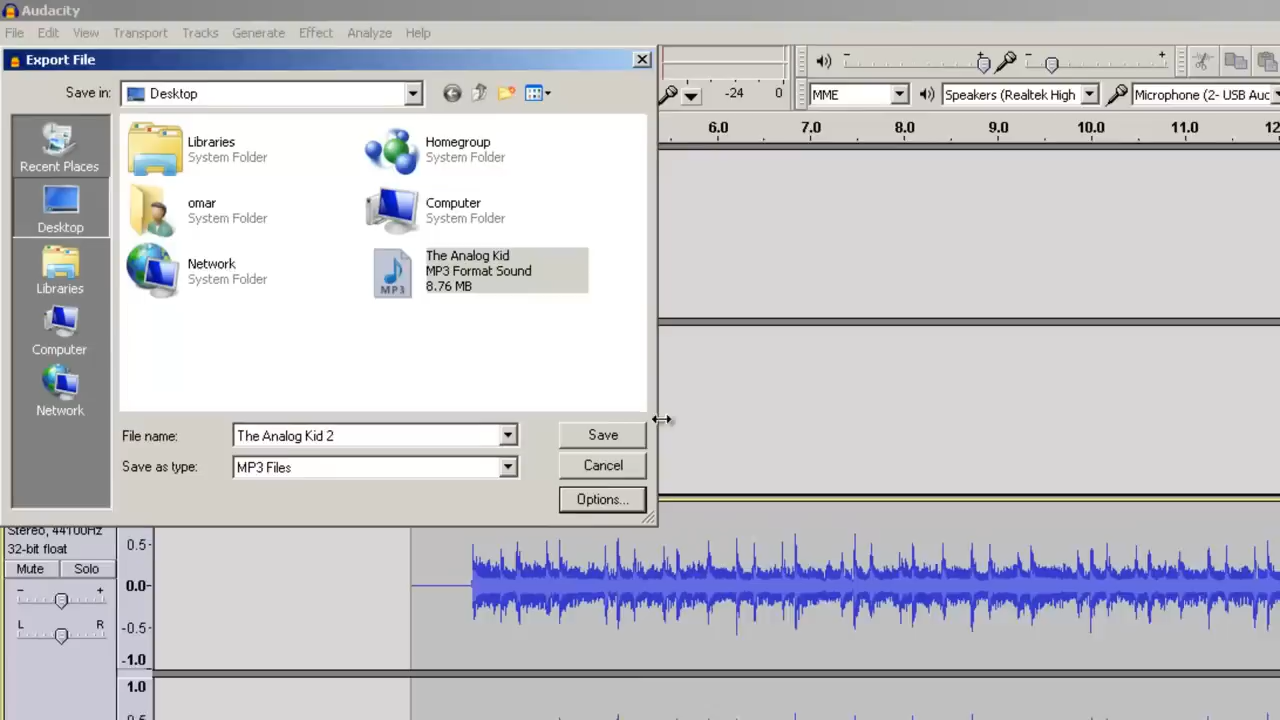 Audacity
File Edit View Transport Tracks Generate Effect Analyze Help
Export File
Save in: Desktop
-24 0
MME Speakers (Realtek High Microphone (2- USB Aud
6.0 7.0 8.0 9.0 10.0 11.0 12
Recent Places
Desktop
Libraries
Computer
Network
Libraries
System Folder
Homegroup
System Folder
omar
System Folder
Computer
System Folder
Network
System Folder
MP3
The Analog Kid
MP3 Format Sound
8.76 MB
File name: The Analog Kid 2 Save
Save as type: MP3 Files Cancel
Options...
Stereo, 44100Hz
32-bit float
Mute Solo
- +
L R
0.5
0.0
-0.5
-1.0
1.0
0.5